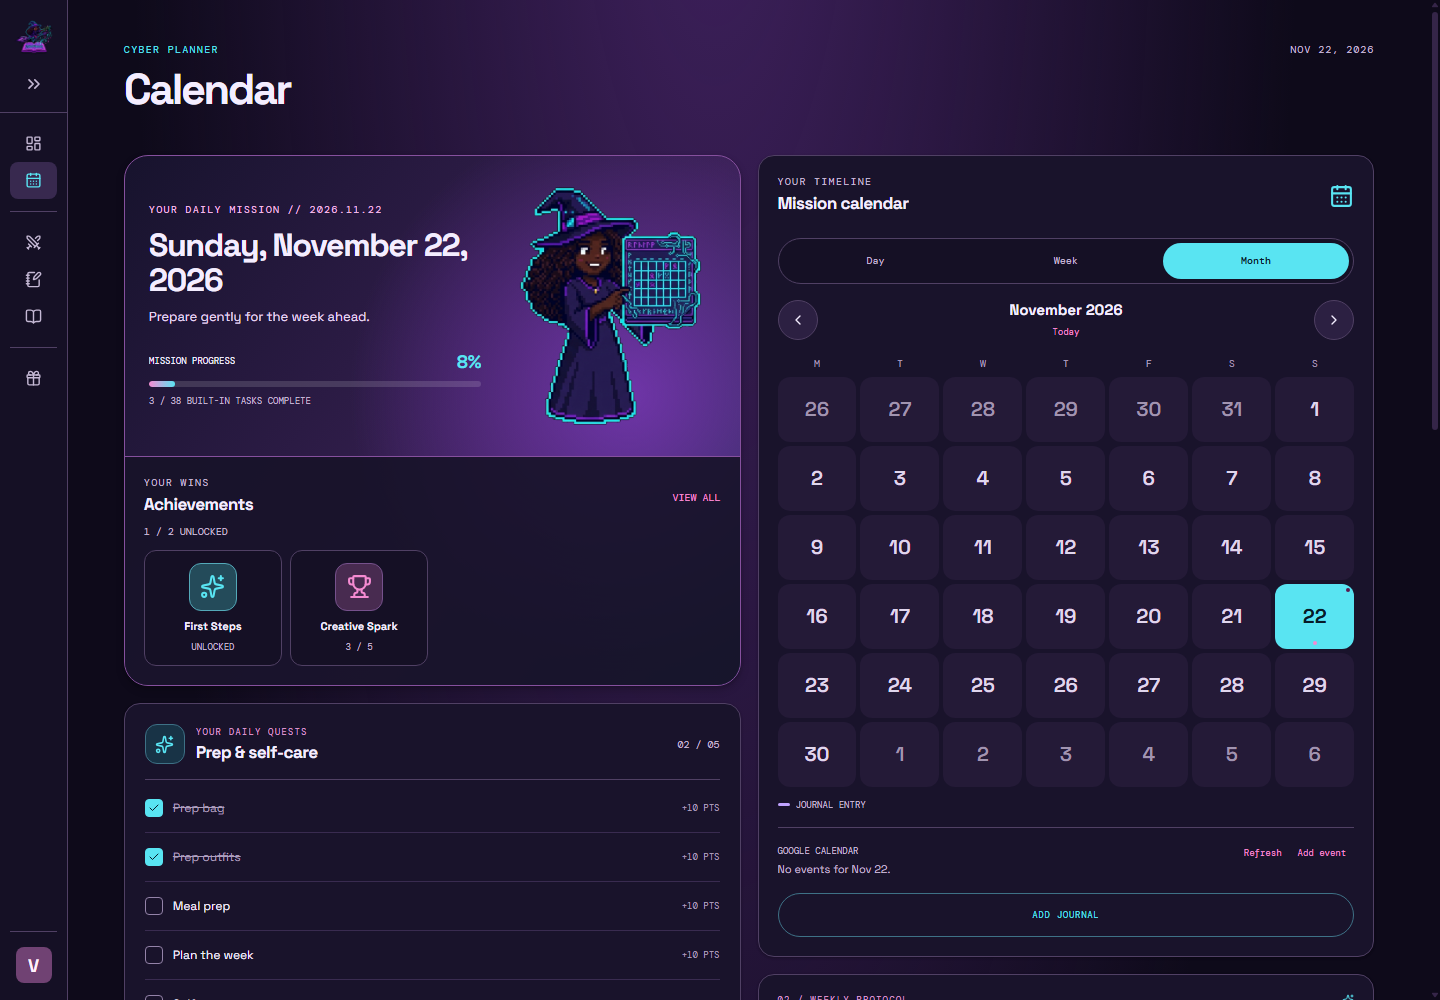 CYBER PLANNER
NOV 22, 2026
Calendar
YOUR DAILY MISSION // 2026.11.22
Sunday, November 22,
2026
Prepare gently for the week ahead.
MISSION PROGRESS
8%
3 / 38 BUILT-IN TASKS COMPLETE
YOUR WINS
Achievements
VIEW ALL
1 / 2 UNLOCKED
First Steps
UNLOCKED
Creative Spark
3 / 5
YOUR DAILY QUESTS
Prep & self-care
02 / 05
Prep bag
+10 PTS
Prep outfits
+10 PTS
Meal prep
+10 PTS
Plan the week
+10 PTS
V
YOUR TIMELINE
Mission calendar
Day Week Month
November 2026
Today
M T W T F S S
26 27 28 29 30 31 1
2 3 4 5 6 7 8
9 10 11 12 13 14 15
16 17 18 19 20 21 22
23 24 25 26 27 28 29
30 1 2 3 4 5 6
JOURNAL ENTRY
GOOGLE CALENDAR
Refresh Add event
No events for Nov 22.
ADD JOURNAL
02 / WEEKLY PROTOCOL